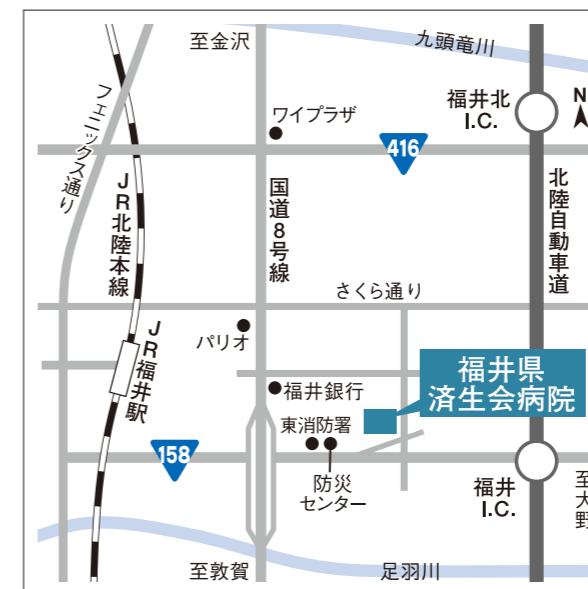 至金沢
九頭竜川
福井北
I.C.
N
ワイプラザ
416
フェニックス通り
JR北陸本線
国道8号線
北陸自動車道
さくら通り
パリオ
JR福井駅
福井県
済生会病院
福井銀行
東消防署
158
防災
センター
福井
I.C.
至大野
至敦賀
足羽川